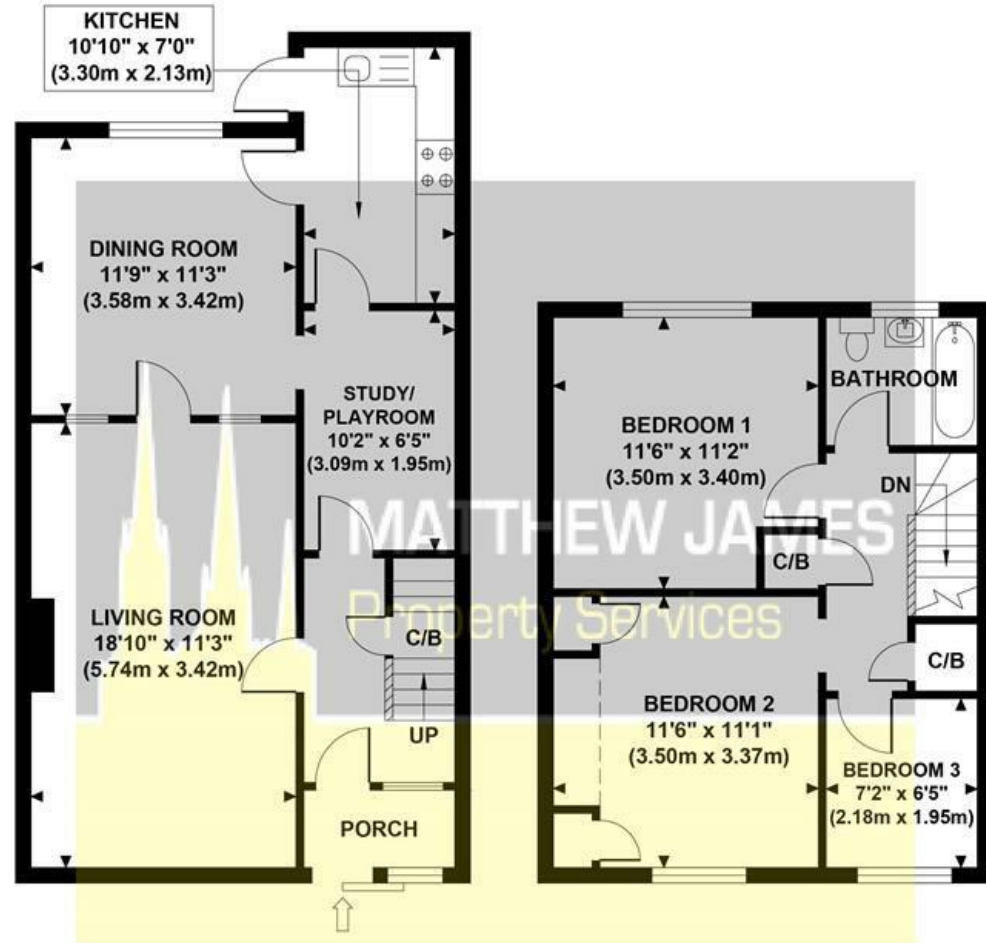 KITCHEN
10'10" x 7'0"
(3.30m x 2.13m)
DINING ROOM
11'9" x 11'3"
(3.58m x 3.42m)
STUDY/
PLAYROOM
10'2" x 6'5"
(3.09m x 1.95m)
LIVING ROOM
18'10" x 11'3"
(5.74m x 3.42m)
C/B
UP
PORCH
BEDROOM 1
11'6" x 11'2"
(3.50m x 3.40m)
BATHROOM
DN
C/B
C/B
BEDROOM 2
11'6" x 11'1"
(3.50m x 3.37m)
BEDROOM 3
7'2" x 6'5"
(2.18m x 1.95m)
MATTHEW JAMES
Property Services